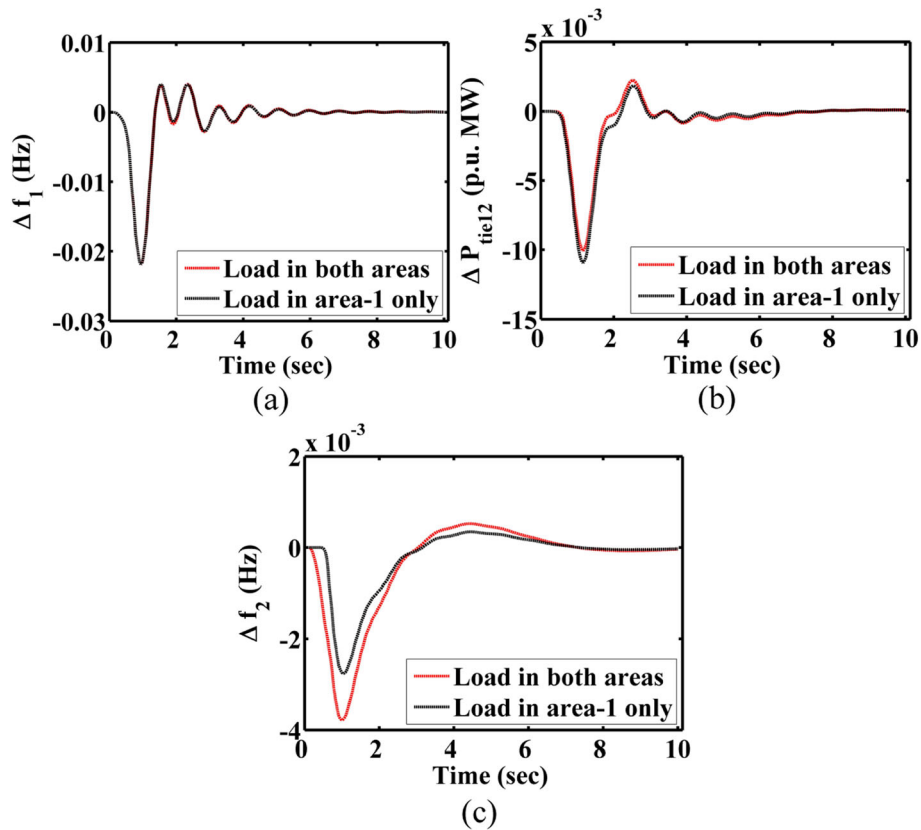 0.01
0
-0.01
-0.02
-0.03
Δ f1 (Hz)
Load in both areas
Load in area-1 only
0 2 4 6 8 10
Time (sec)
(a)
x 10-3
5
0
-5
-10
-15
Δ Ptie12 (p.u. MW)
Load in both areas
Load in area-1 only
0 2 4 6 8 10
Time (sec)
(b)
x 10-3
2
0
-2
-4
Δ f2 (Hz)
Load in both areas
Load in area-1 only
0 2 4 6 8 10
Time (sec)
(c)